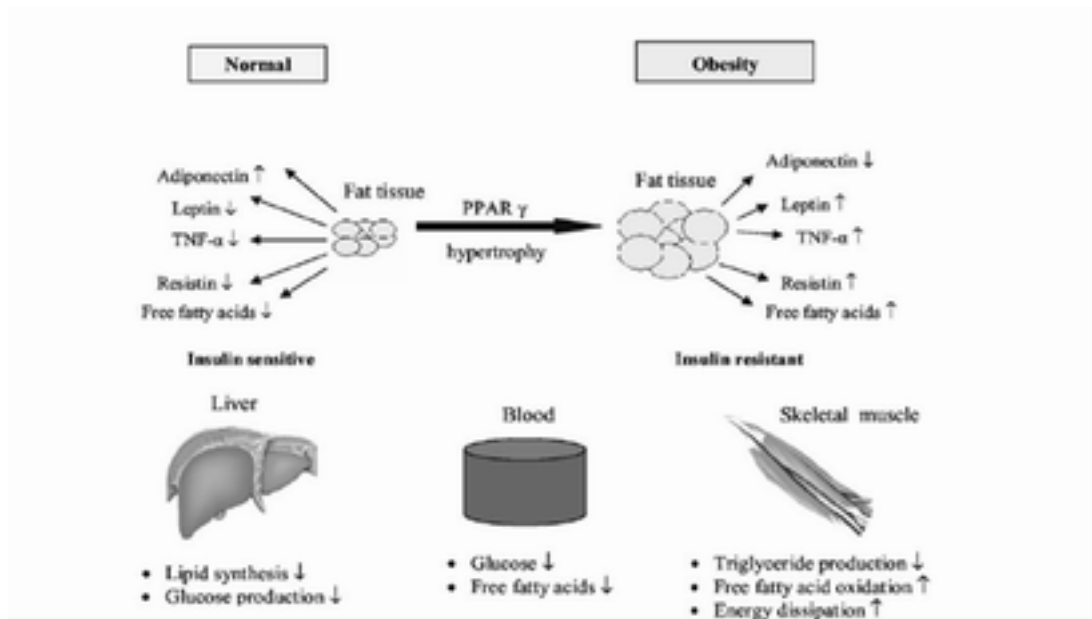 Normal
Obesity
Adiponectin ↑
Leptin ↓
TNF-α ↓
Resistin ↓
Free fatty acids ↓
Fat tissue
PPAR γ
hypertrophy
Fat tissue
Adiponectin ↓
Leptin ↑
TNF-α ↑
Resistin ↑
Free fatty acids ↑
Insulin sensitive
Insulin resistant
Liver
Blood
Skeletal muscle
• Lipid synthesis ↓
• Glucose production ↓
• Glucose ↓
• Free fatty acids ↓
• Triglyceride production ↓
• Free fatty acid oxidation ↑
• Energy dissipation ↑